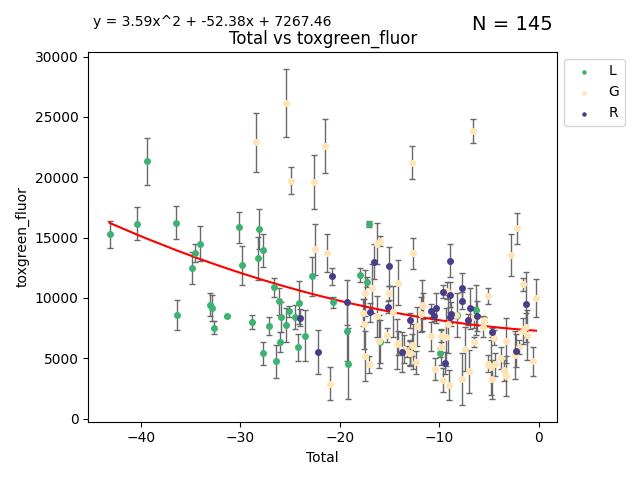 y = 3.59x^2 + -52.38x + 7267.46
N = 145
Total vs toxgreen_fluor
30000
25000
20000
15000
10000
5000
0
toxgreen_fluor
−40
−30
−20
−10
0
Total
L
G
R